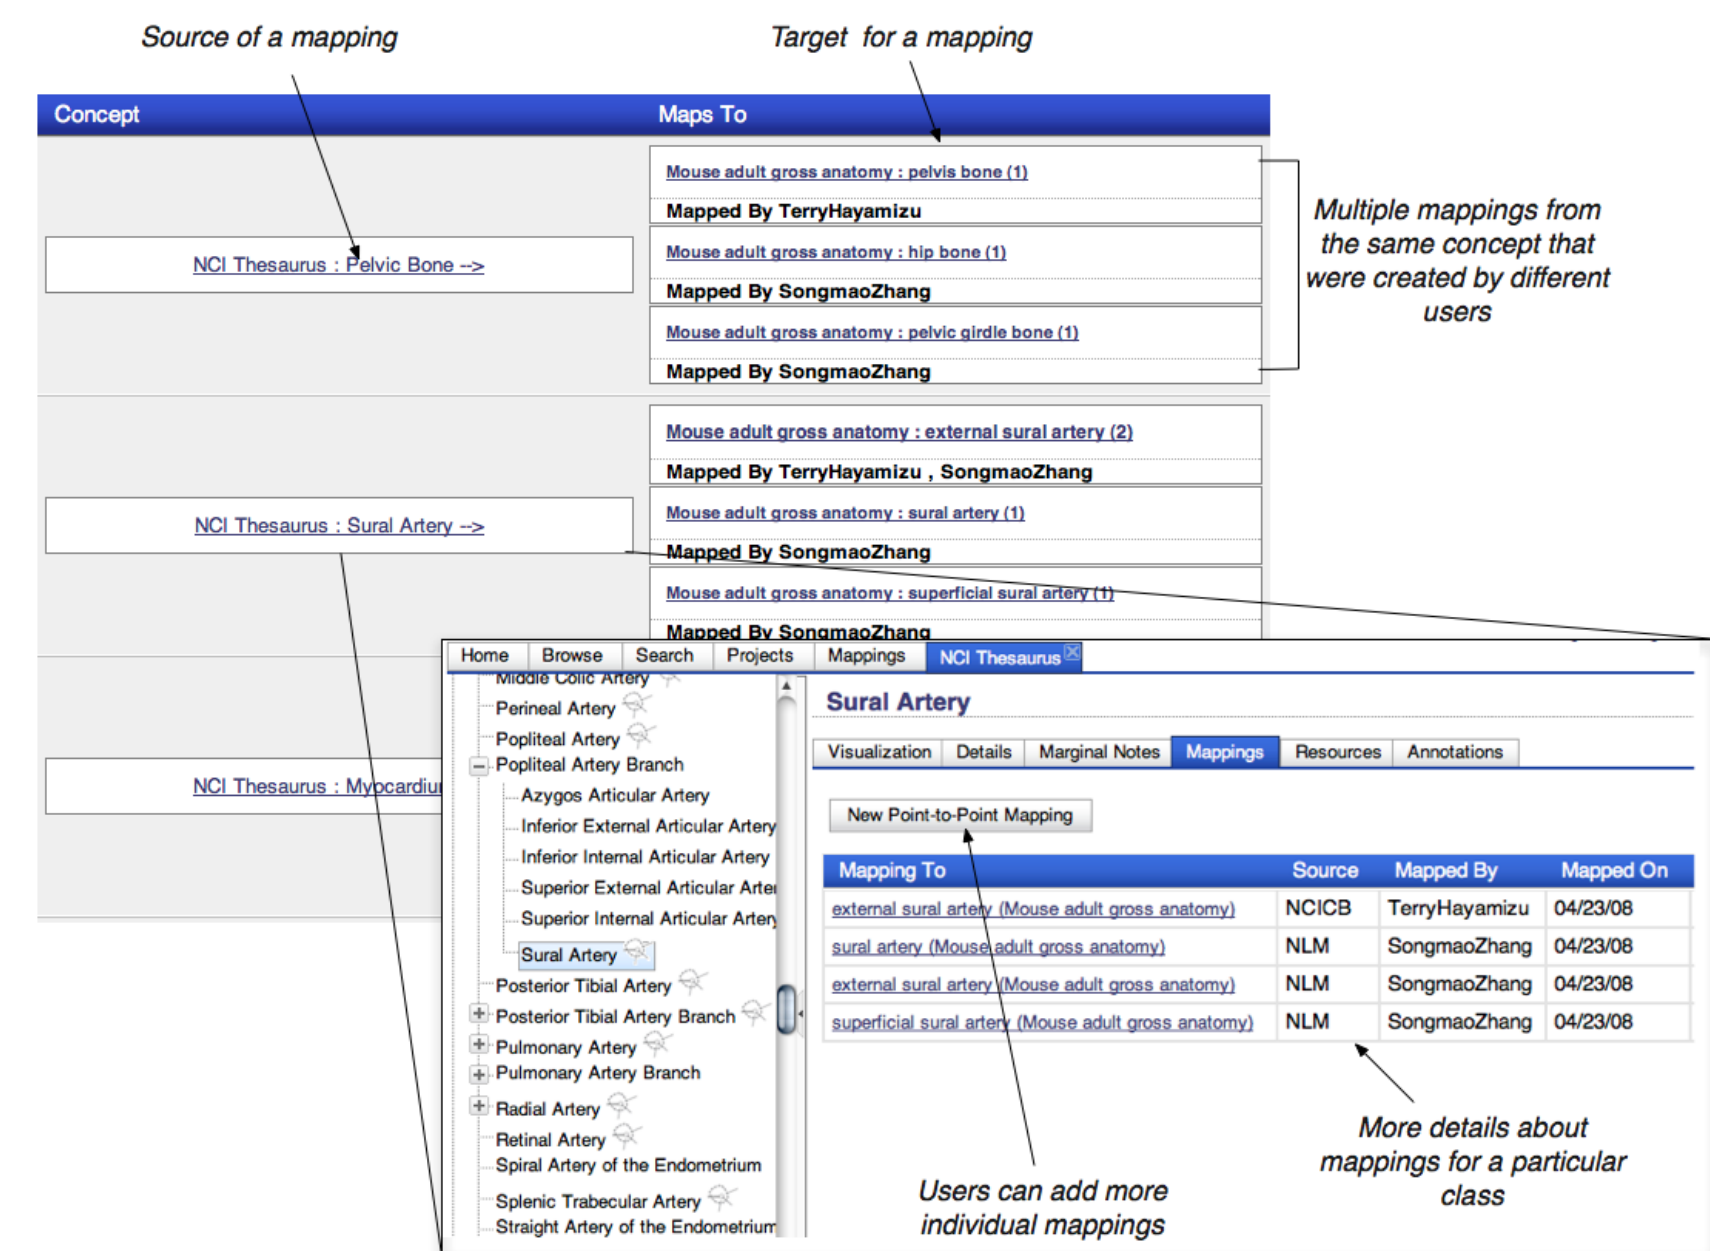 Source of a mapping
Target for a mapping
Concept
Maps To
Mouse adult gross anatomy : pelvis bone (1)
Mapped By TerryHayamizu
NCI Thesaurus : Pelvic Bone -->
Mouse adult gross anatomy : hip bone (1)
Mapped By SongmaoZhang
Mouse adult gross anatomy : pelvic girdle bone (1)
Mapped By SongmaoZhang
Multiple mappings from
the same concept that
were created by different
users
Mouse adult gross anatomy : external sural artery (2)
Mapped By TerryHayamizu , SongmaoZhang
NCI Thesaurus : Sural Artery -->
Mouse adult gross anatomy : sural artery (1)
Mapped By SongmaoZhang
Mouse adult gross anatomy : superficial sural artery (1)
Mapped By SongmaoZhang
NCI Thesaurus : Myocardiu
Home
Browse
Search
Projects
Mappings
NCI Thesaurus
Middle Colic Artery
Perineal Artery
Popliteal Artery
Popliteal Artery Branch
Azygos Articular Artery
Inferior External Articular Artery
Inferior Internal Articular Artery
Superior External Articular Arte
Superior Internal Articular Artery
Sural Artery
Posterior Tibial Artery
Posterior Tibial Artery Branch
Pulmonary Artery
Pulmonary Artery Branch
Radial Artery
Retinal Artery
Spiral Artery of the Endometrium
Splenic Trabecular Artery
Straight Artery of the Endometrium
Sural Artery
Visualization
Details
Marginal Notes
Mappings
Resources
Annotations
New Point-to-Point Mapping
Mapping To Source Mapped By Mapped On
external sural artery (Mouse adult gross anatomy) NCICB TerryHayamizu 04/23/08
sural artery (Mouse adult gross anatomy) NLM SongmaoZhang 04/23/08
external sural artery (Mouse adult gross anatomy) NLM SongmaoZhang 04/23/08
superficial sural artery (Mouse adult gross anatomy) NLM SongmaoZhang 04/23/08
Users can add more
individual mappings
More details about
mappings for a particular
class